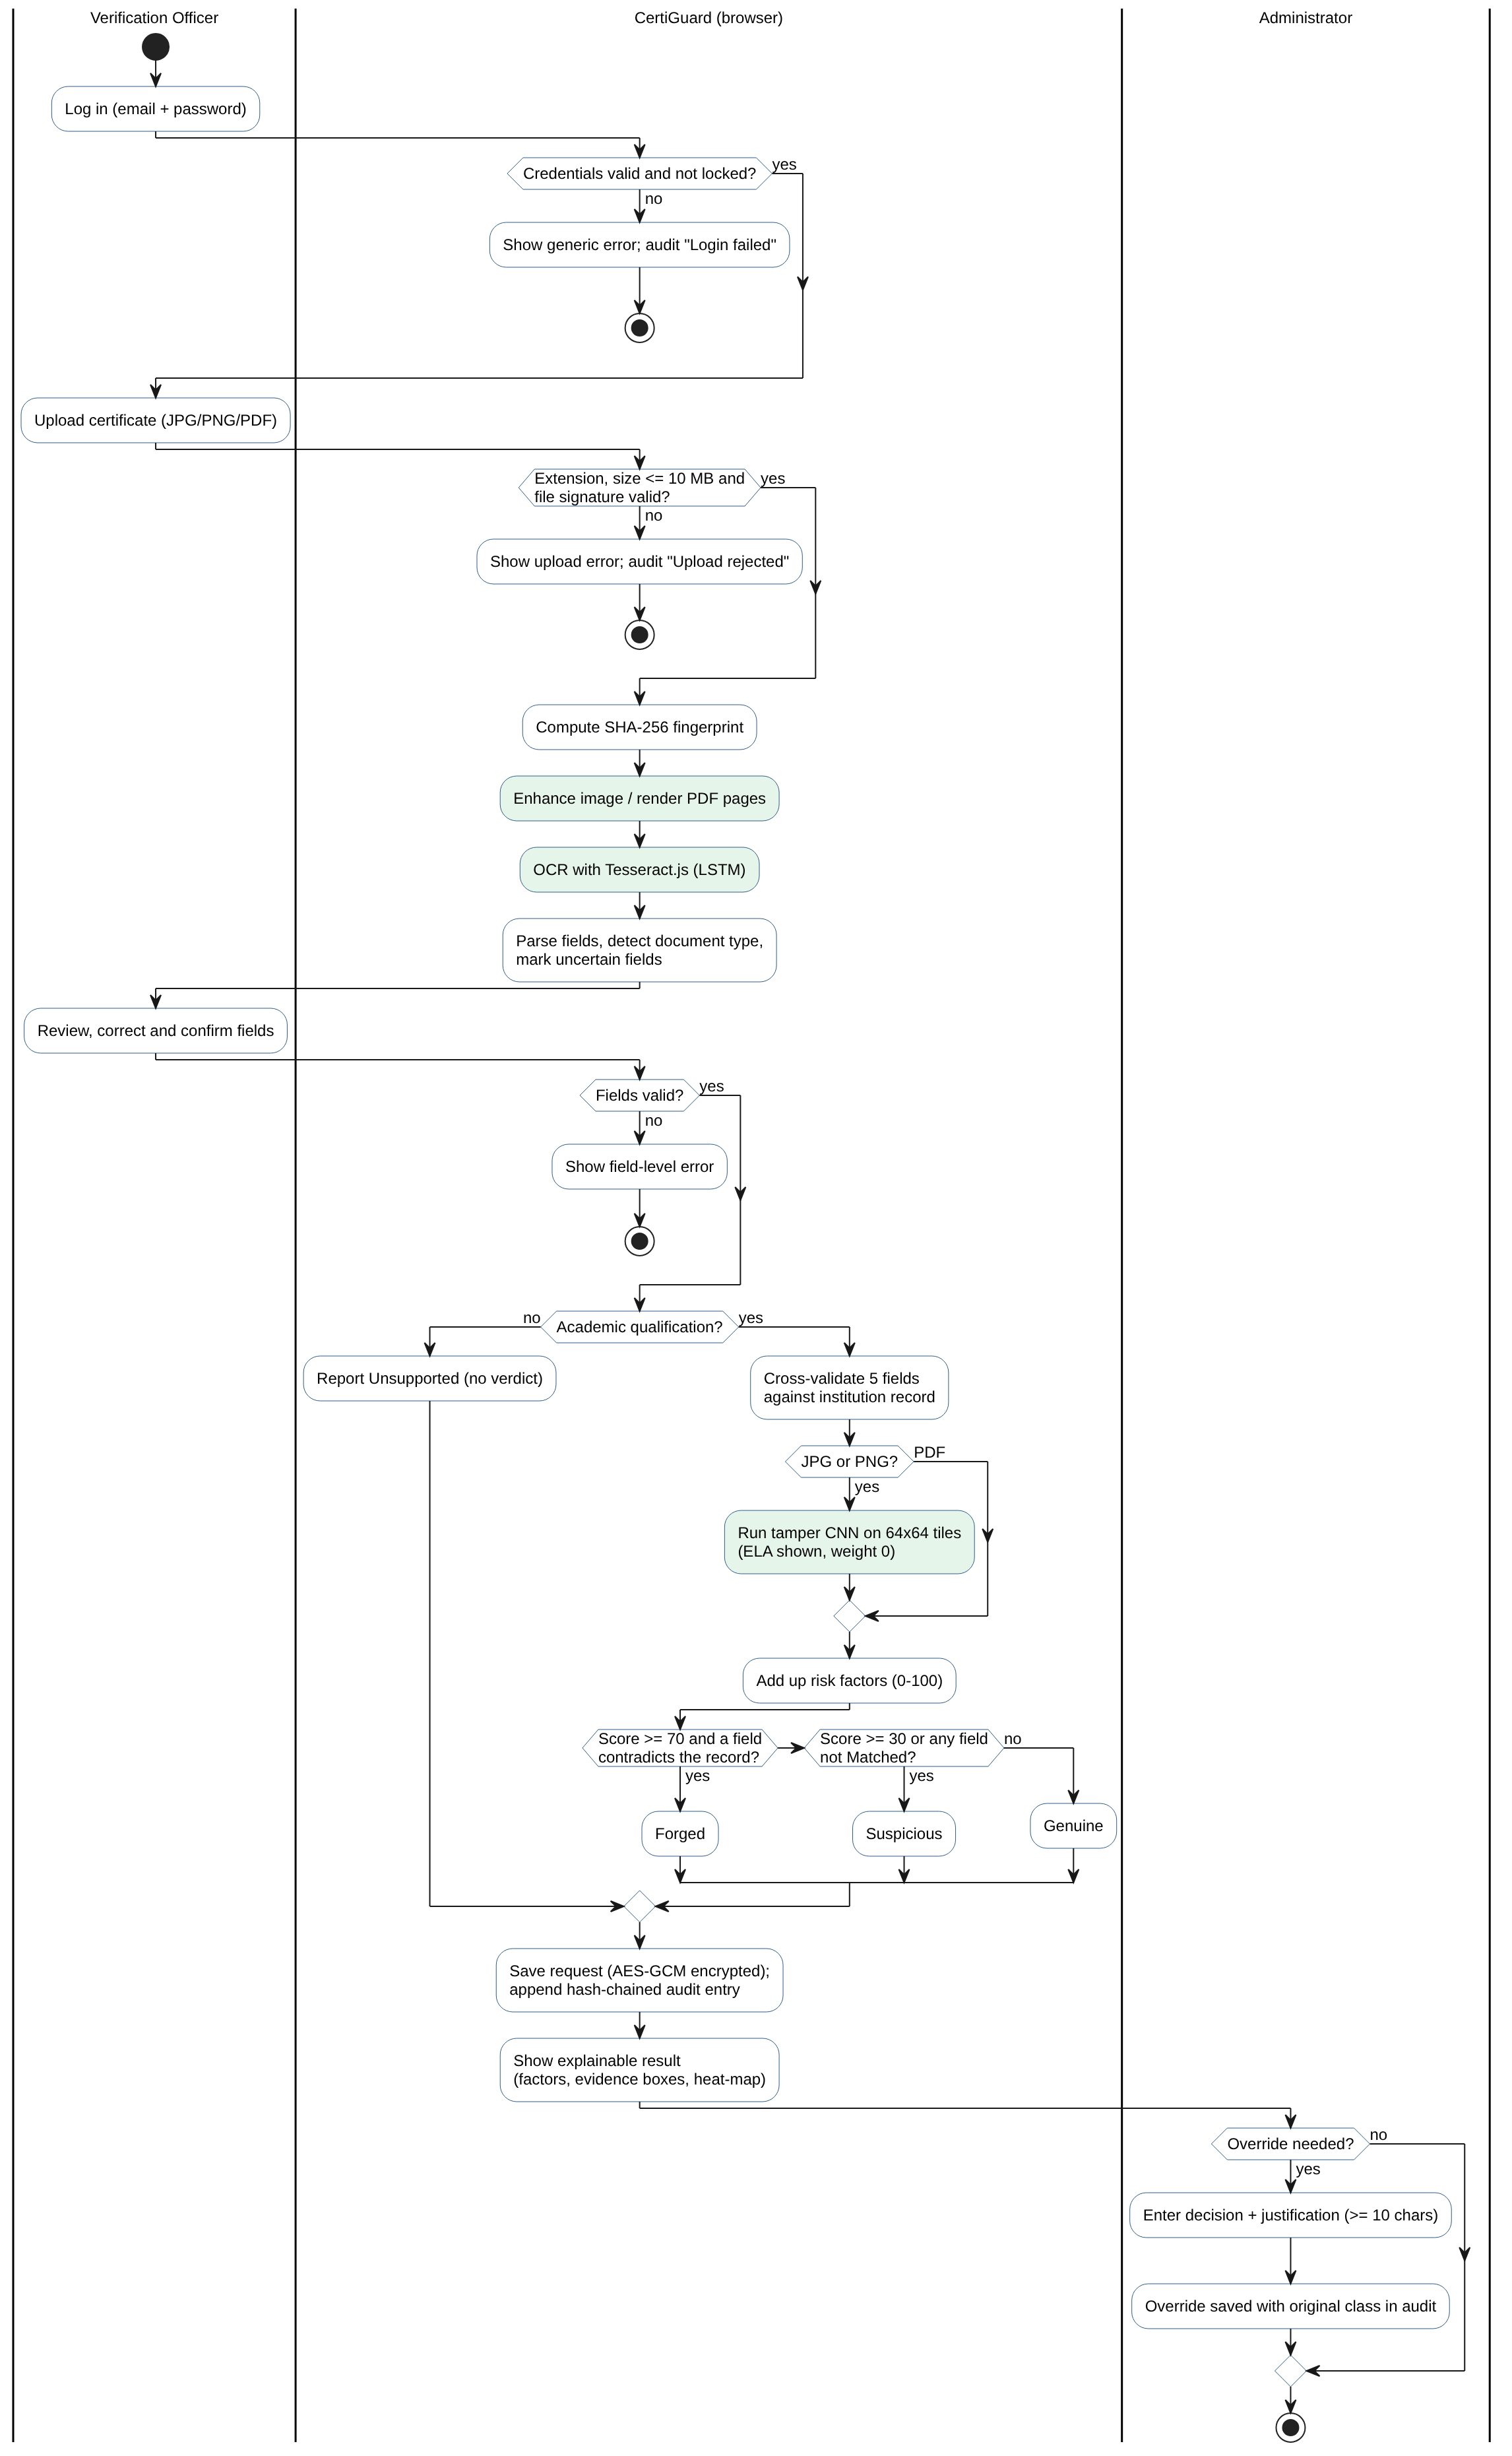 Verification Officer
CertiGuard (browser)
Administrator
Log in (email + password)
Credentials valid and not locked?
yes
no
Show generic error; audit "Login failed"
Upload certificate (JPG/PNG/PDF)
Extension, size <= 10 MB and
file signature valid?
yes
no
Show upload error; audit "Upload rejected"
Compute SHA-256 fingerprint
Enhance image / render PDF pages
OCR with Tesseract.js (LSTM)
Parse fields, detect document type,
mark uncertain fields
Review, correct and confirm fields
Fields valid?
yes
no
Show field-level error
no
Academic qualification?
yes
Report Unsupported (no verdict)
Cross-validate 5 fields
against institution record
JPG or PNG?
PDF
yes
Run tamper CNN on 64x64 tiles
(ELA shown, weight 0)
Add up risk factors (0-100)
Score >= 70 and a field
contradicts the record?
yes
Score >= 30 or any field
not Matched?
no
yes
Forged
Suspicious
Genuine
Save request (AES-GCM encrypted);
append hash-chained audit entry
Show explainable result
(factors, evidence boxes, heat-map)
Override needed?
no
yes
Enter decision + justification (>= 10 chars)
Override saved with original class in audit